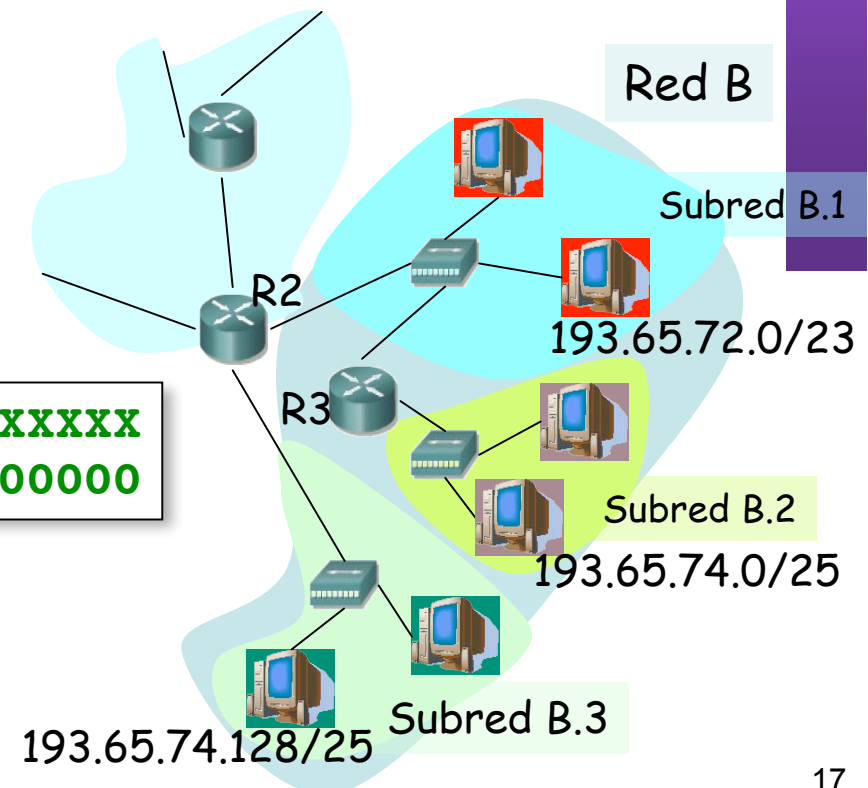 Red B
Subred B.1
R2
193.65.72.0/23
R3
XXXXX
00000
Subred B.2
193.65.74.0/25
Subred B.3
193.65.74.128/25
17